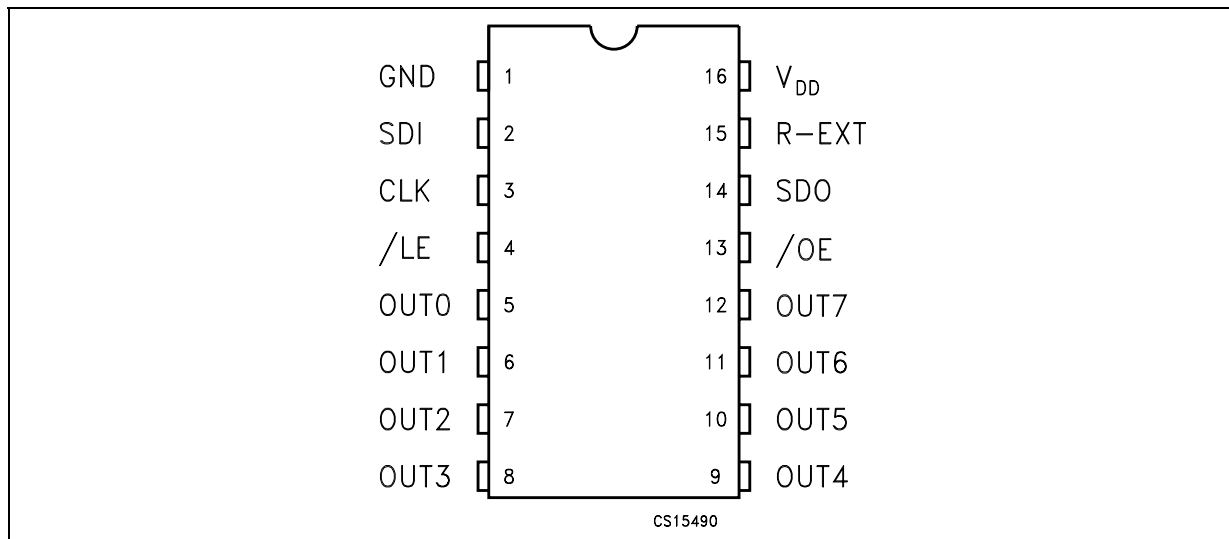 GND 1 16 VDD
SDI 2 15 R-EXT
CLK 3 14 SDO
/LE 4 13 /OE
OUT0 5 12 OUT7
OUT1 6 11 OUT6
OUT2 7 10 OUT5
OUT3 8 9 OUT4
CS15490